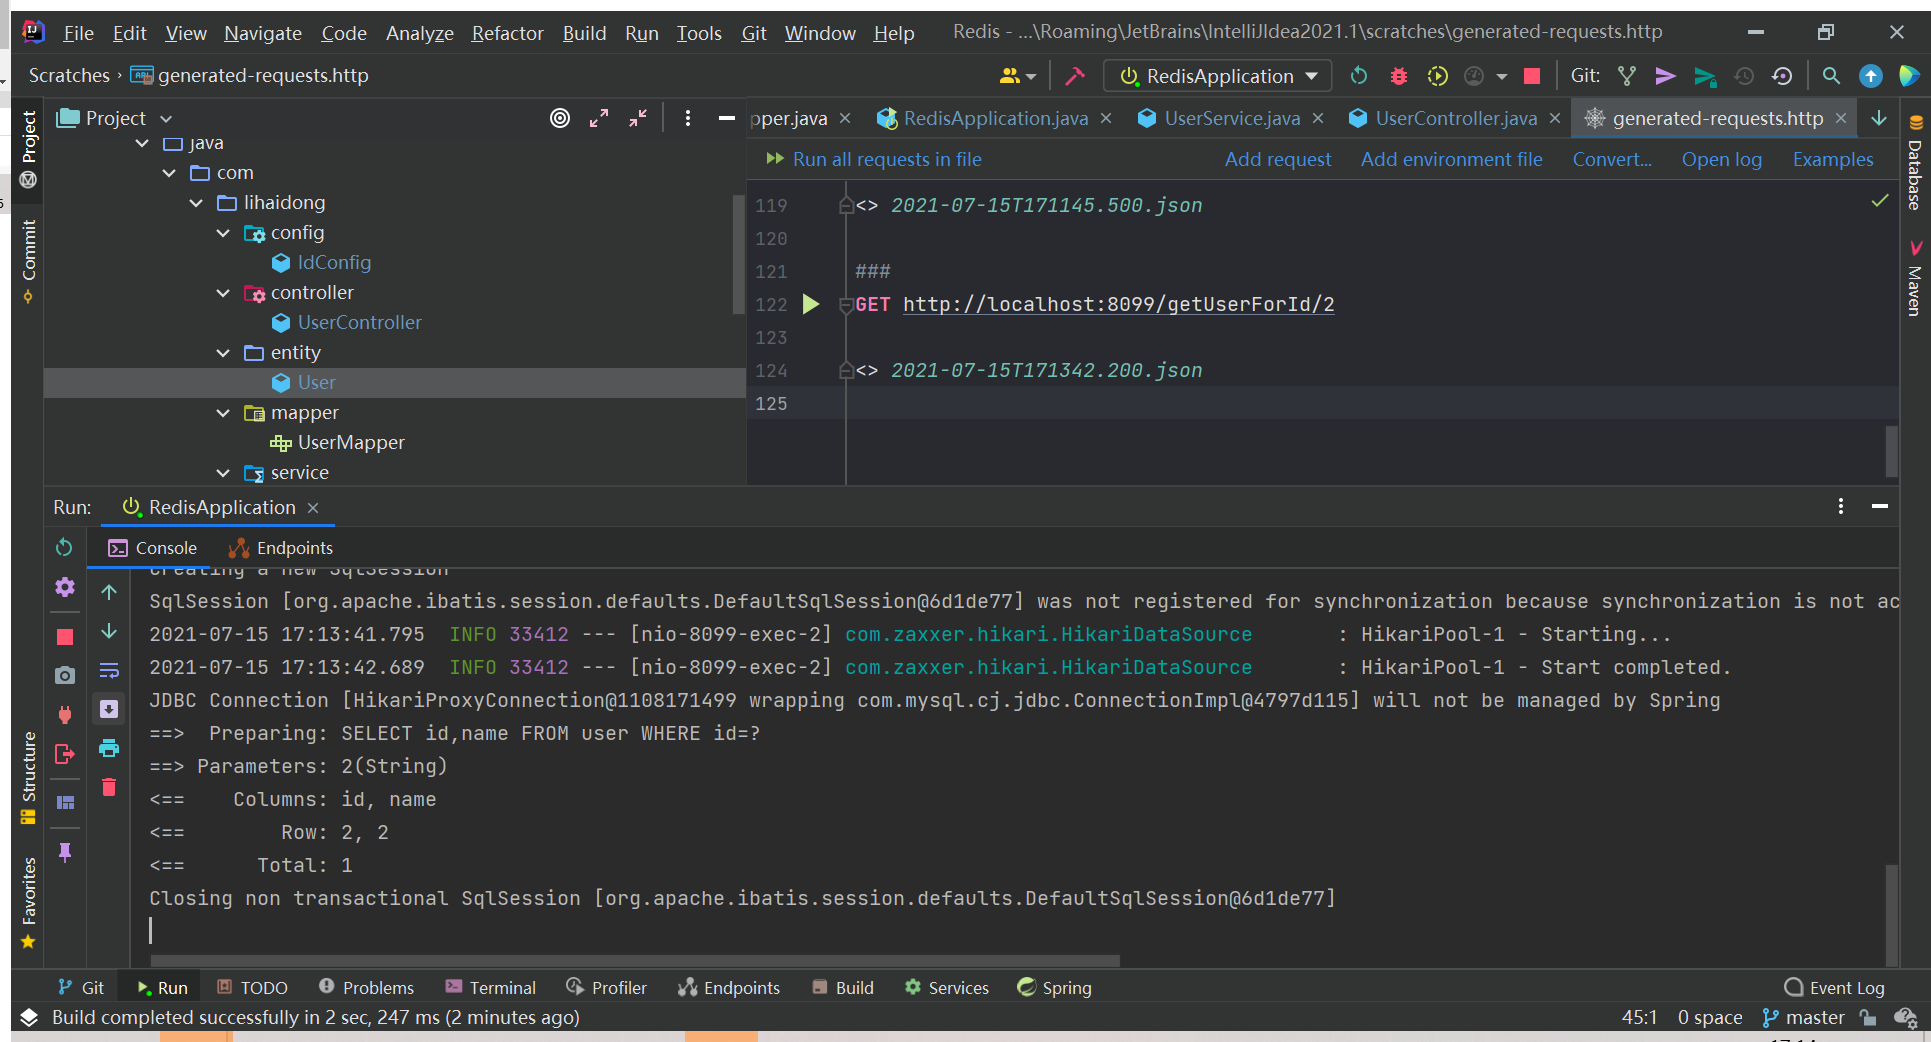 File Edit View Navigate Code Analyze Refactor Build Run Tools Git Window Help Redis - ...\Roaming\JetBrains\IntelliJIdea2021.1\scratches\generated-requests.http
Scratches › generated-requests.http RedisApplication Git:
Project
pper.java RedisApplication.java UserService.java UserController.java generated-requests.http
Run all requests in file Add request Add environment file Convert... Open log Examples
java
com
lihaidong
config
IdConfig
controller
UserController
entity
User
mapper
UserMapper
service
119 <> 2021-07-15T171145.500.json
120
121 ###
122 GET http://localhost:8099/getUserForId/2
123
124 <> 2021-07-15T171342.200.json
125
Project
Commit
Structure
Favorites
Database
Maven
Run: RedisApplication
Console Endpoints
Creating a new SqlSession
SqlSession [org.apache.ibatis.session.defaults.DefaultSqlSession@6d1de77] was not registered for synchronization because synchronization is not ac
2021-07-15 17:13:41.795  INFO 33412 --- [nio-8099-exec-2] com.zaxxer.hikari.HikariDataSource       : HikariPool-1 - Starting...
2021-07-15 17:13:42.689  INFO 33412 --- [nio-8099-exec-2] com.zaxxer.hikari.HikariDataSource       : HikariPool-1 - Start completed.
JDBC Connection [HikariProxyConnection@1108171499 wrapping com.mysql.cj.jdbc.ConnectionImpl@4797d115] will not be managed by Spring
==>  Preparing: SELECT id,name FROM user WHERE id=?
==> Parameters: 2(String)
<==    Columns: id, name
<==        Row: 2, 2
<==      Total: 1
Closing non transactional SqlSession [org.apache.ibatis.session.defaults.DefaultSqlSession@6d1de77]
Git Run TODO Problems Terminal Profiler Endpoints Build Services Spring Event Log
Build completed successfully in 2 sec, 247 ms (2 minutes ago) 45:1 0 space master